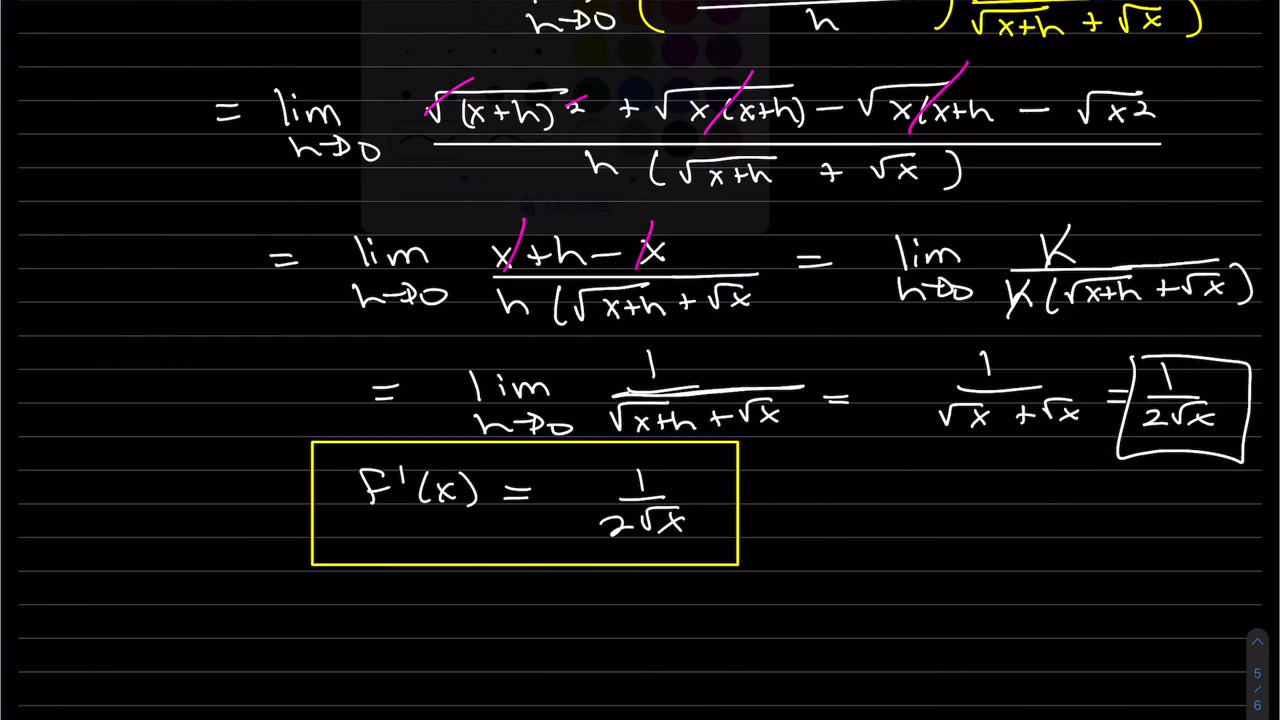 lim h→0 ( / h ) / √x+h + √x )
= lim h→0 √(x+h)² + √x(x+h) − √x(x+h − √x2 / h (√x+h + √x)
= lim h→0 x+h−x / h (√x+h + √x = lim h→0 h / h(√x+h + √x)
= lim h→0 1 / √x+h + √x = 1 / √x + √x = 1 / 2√x
F'(x) = 1 / 2√x
Favorites
5 / 6